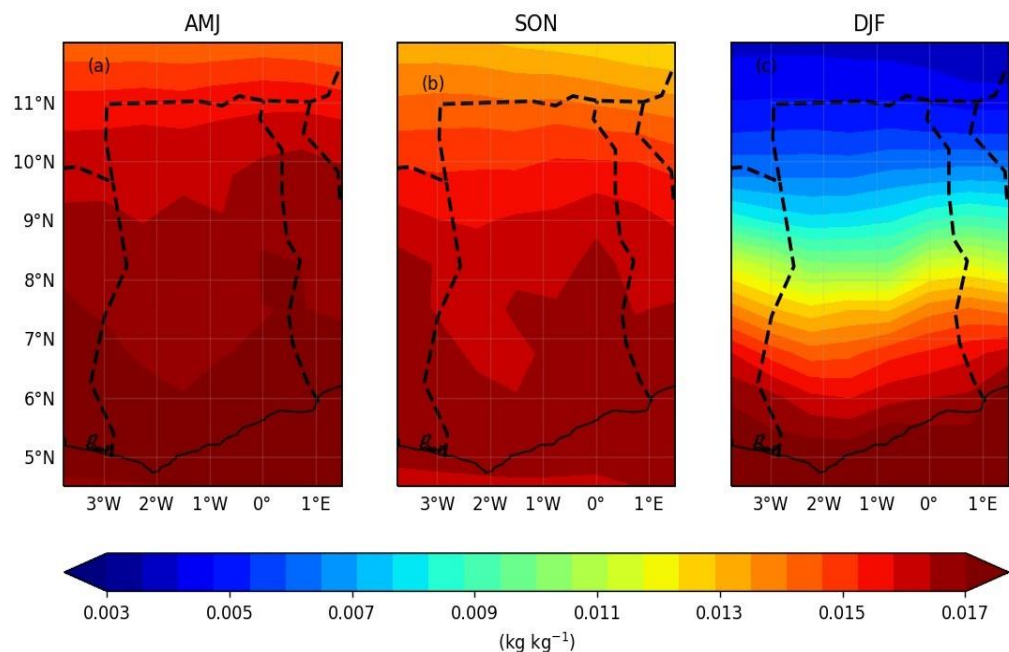 AMJ SON DJF
(a) (b) (c)
11°N
10°N
9°N
8°N
7°N
6°N
5°N
3°W 2°W 1°W 0° 1°E 3°W 2°W 1°W 0° 1°E 3°W 2°W 1°W 0° 1°E
0.003 0.005 0.007 0.009 0.011 0.013 0.015 0.017
(kg kg⁻¹)